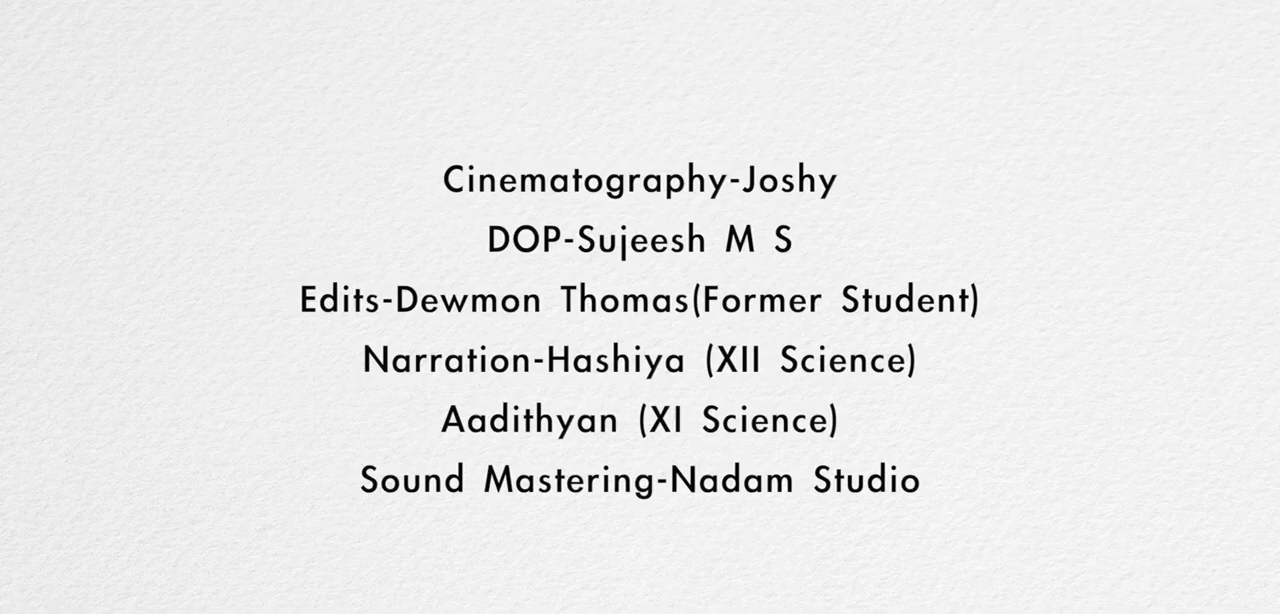 Cinematography-Joshy
DOP-Sujeesh M S
Edits-Dewmon Thomas(Former Student)
Narration-Hashiya (XII Science)
Aadithyan (XI Science)
Sound Mastering-Nadam Studio